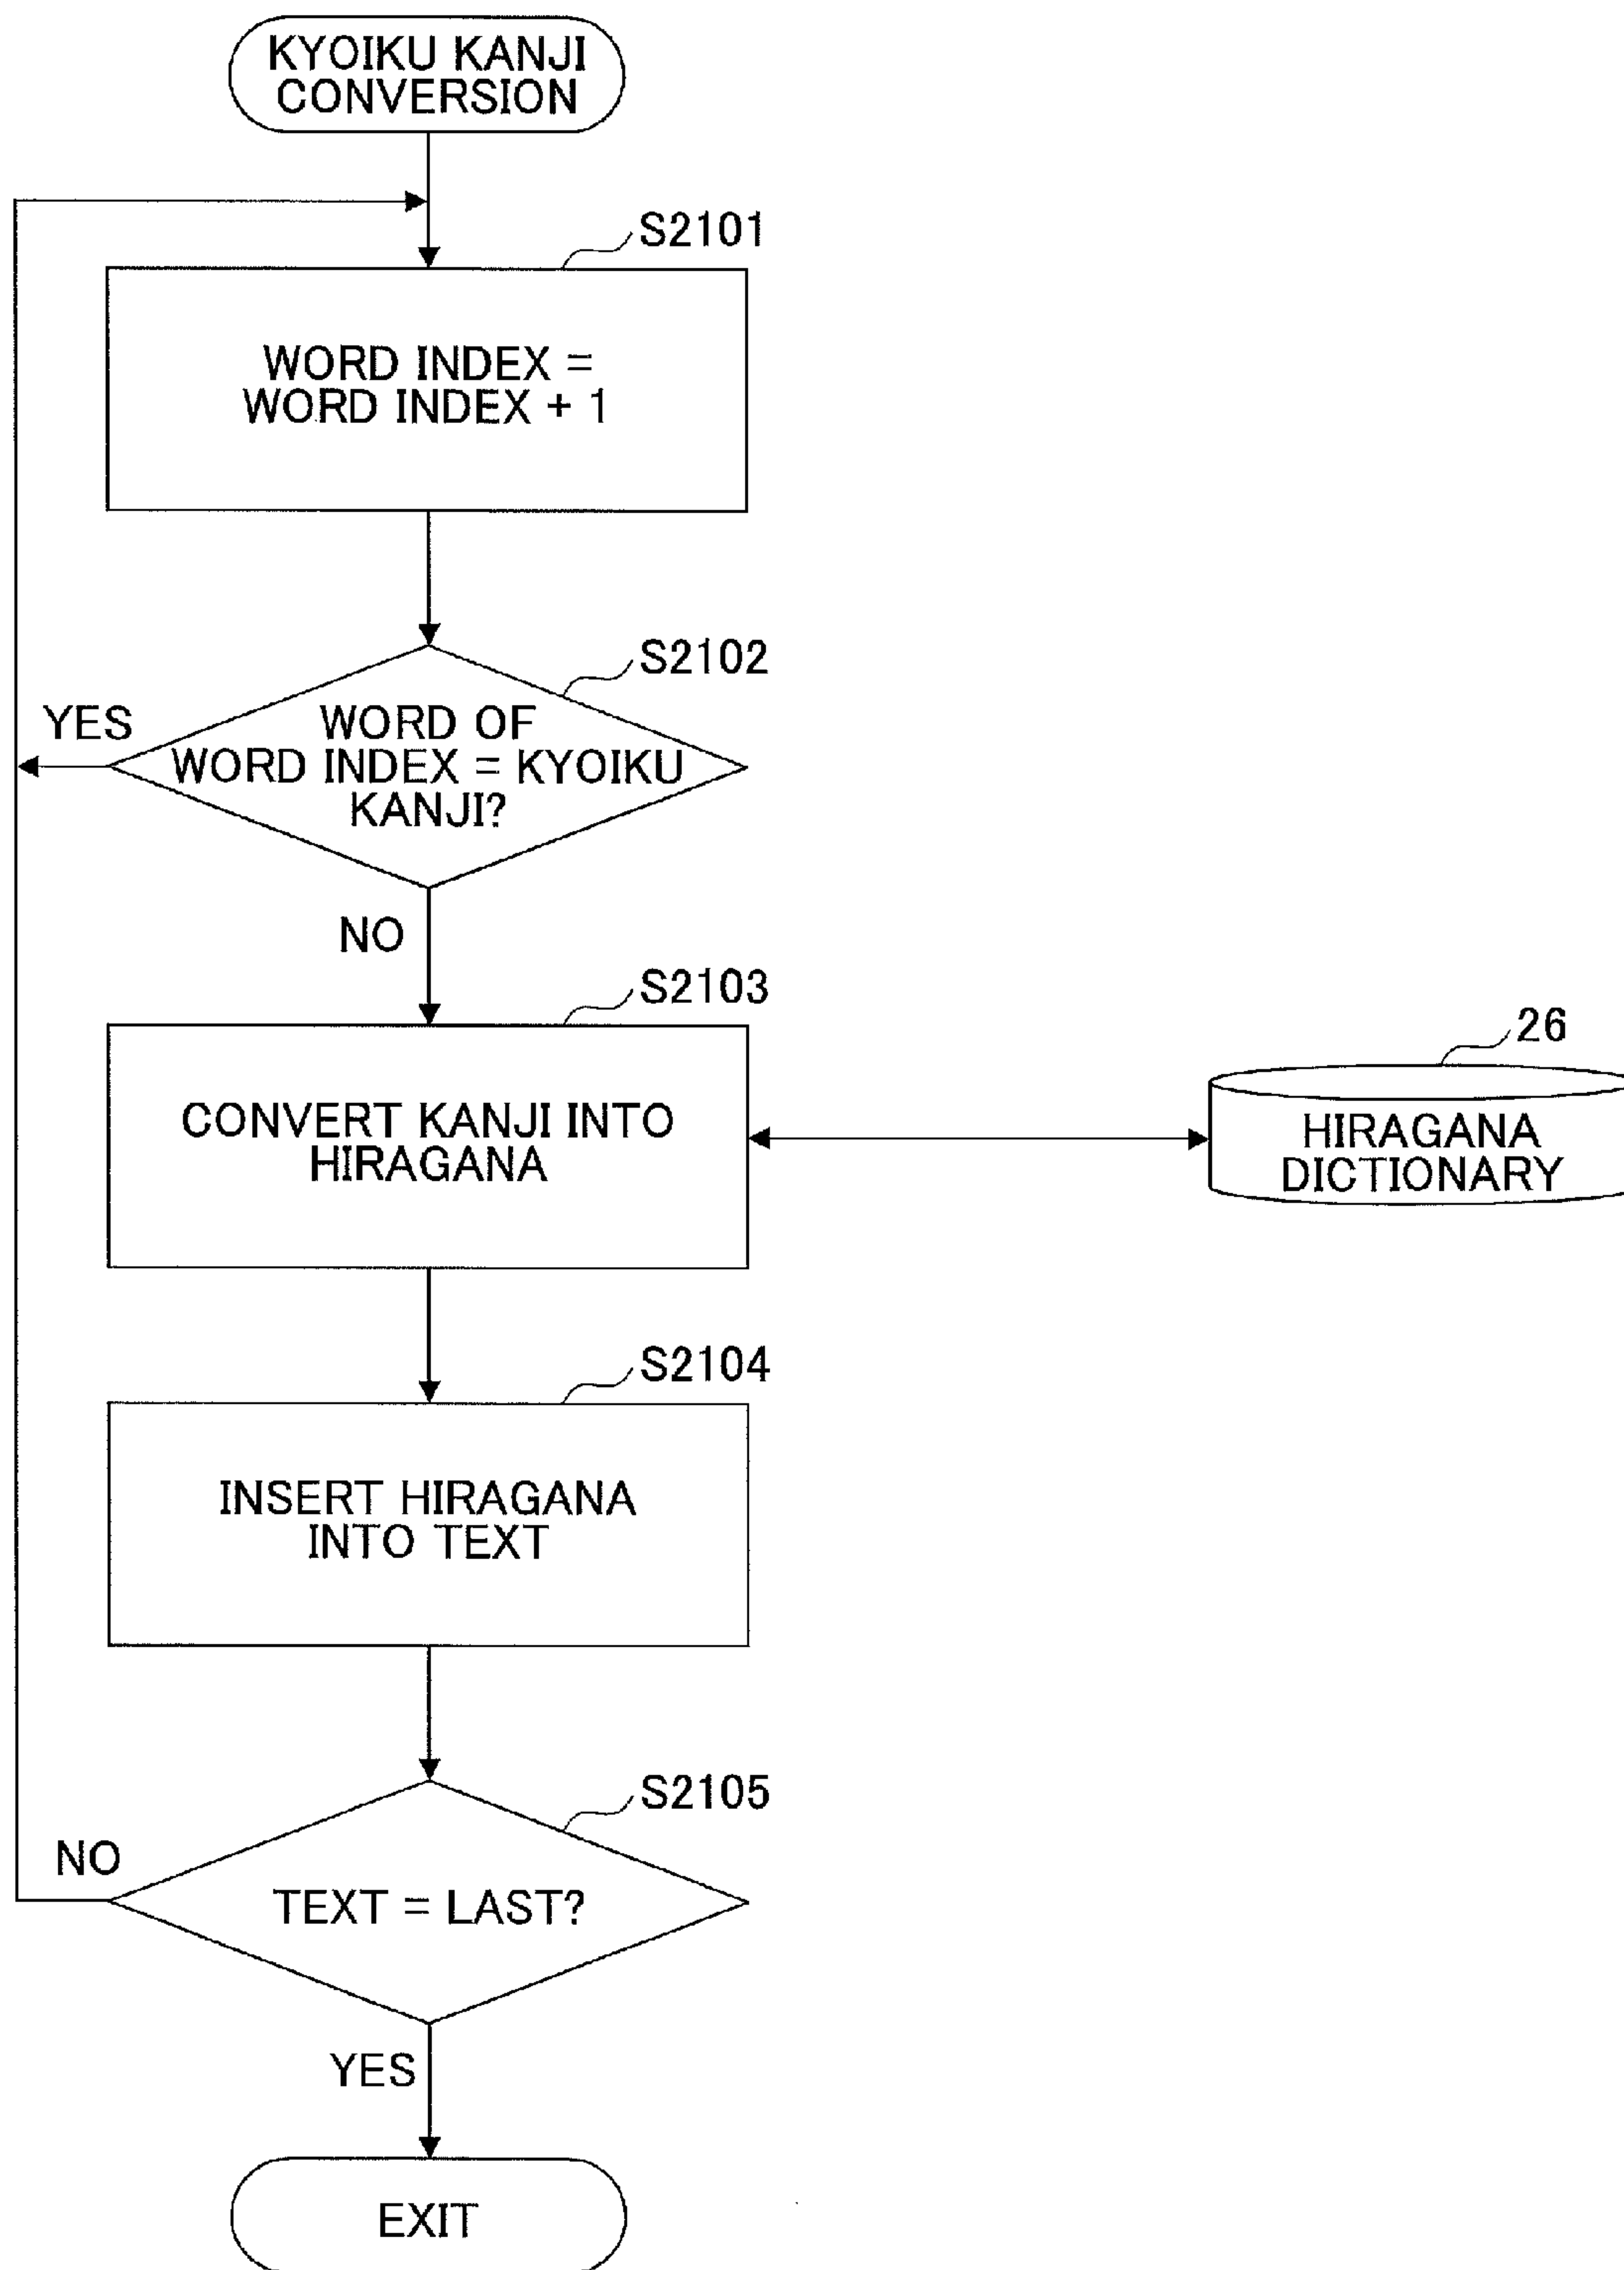 KYOIKU KANJI
CONVERSION
S2101
WORD INDEX =
WORD INDEX + 1
S2102
YES
WORD OF
WORD INDEX = KYOIKU
KANJI?
NO
S2103
CONVERT KANJI INTO
HIRAGANA
26
HIRAGANA
DICTIONARY
S2104
INSERT HIRAGANA
INTO TEXT
S2105
NO
TEXT = LAST?
YES
EXIT